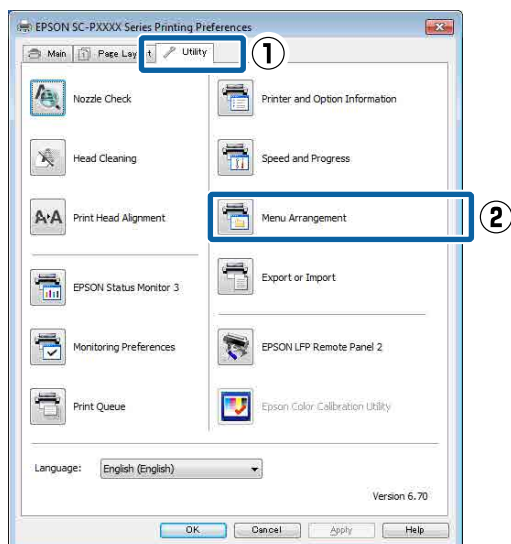 EPSON SC-PXXXX Series Printing Preferences
Main Page Lay t Utility ①
Nozzle Check
Printer and Option Information
Head Cleaning
Speed and Progress
A▸A Print Head Alignment
Menu Arrangement ②
EPSON Status Monitor 3
Export or Import
Monitoring Preferences
EPSON LFP Remote Panel 2
Print Queue
Epson Color Calibration Utility
Language: English (English)
Version 6.70
OK Cancel Apply Help